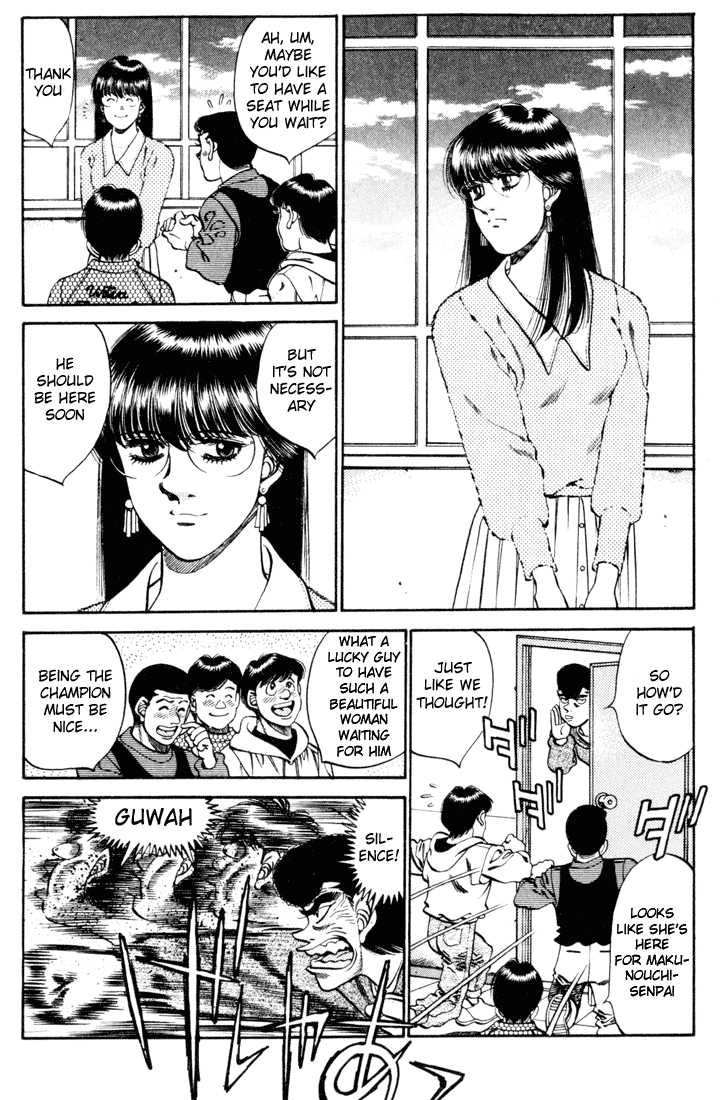 AH, UM,
MAYBE
YOU'D LIKE
TO HAVE A
SEAT WHILE
YOU WAIT?
THANK
YOU
BUT
IT'S NOT
NECESS-
ARY
HE
SHOULD
BE HERE
SOON
SO
HOW'D
IT GO?
JUST
LIKE WE
THOUGHT!
LOOKS
LIKE SHE'S
HERE
FOR MAKU-
NOUCHI-
SENPAI
WHAT A
LUCKY GUY
TO HAVE
SUCH A
BEAUTIFUL
WOMAN
WAITING
FOR HIM
BEING THE
CHAMPION
MUST BE
NICE...
SIL-
ENCE!
GUWAH